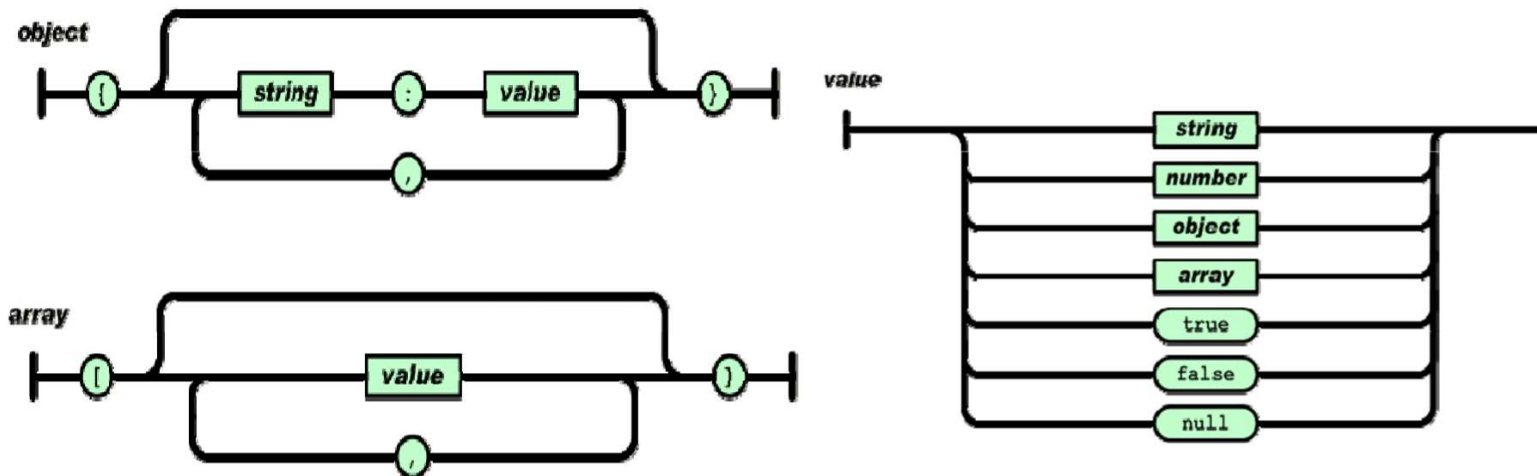 object
{ string : value }
,
array
[ value ]
,
value
string
number
object
array
true
false
null